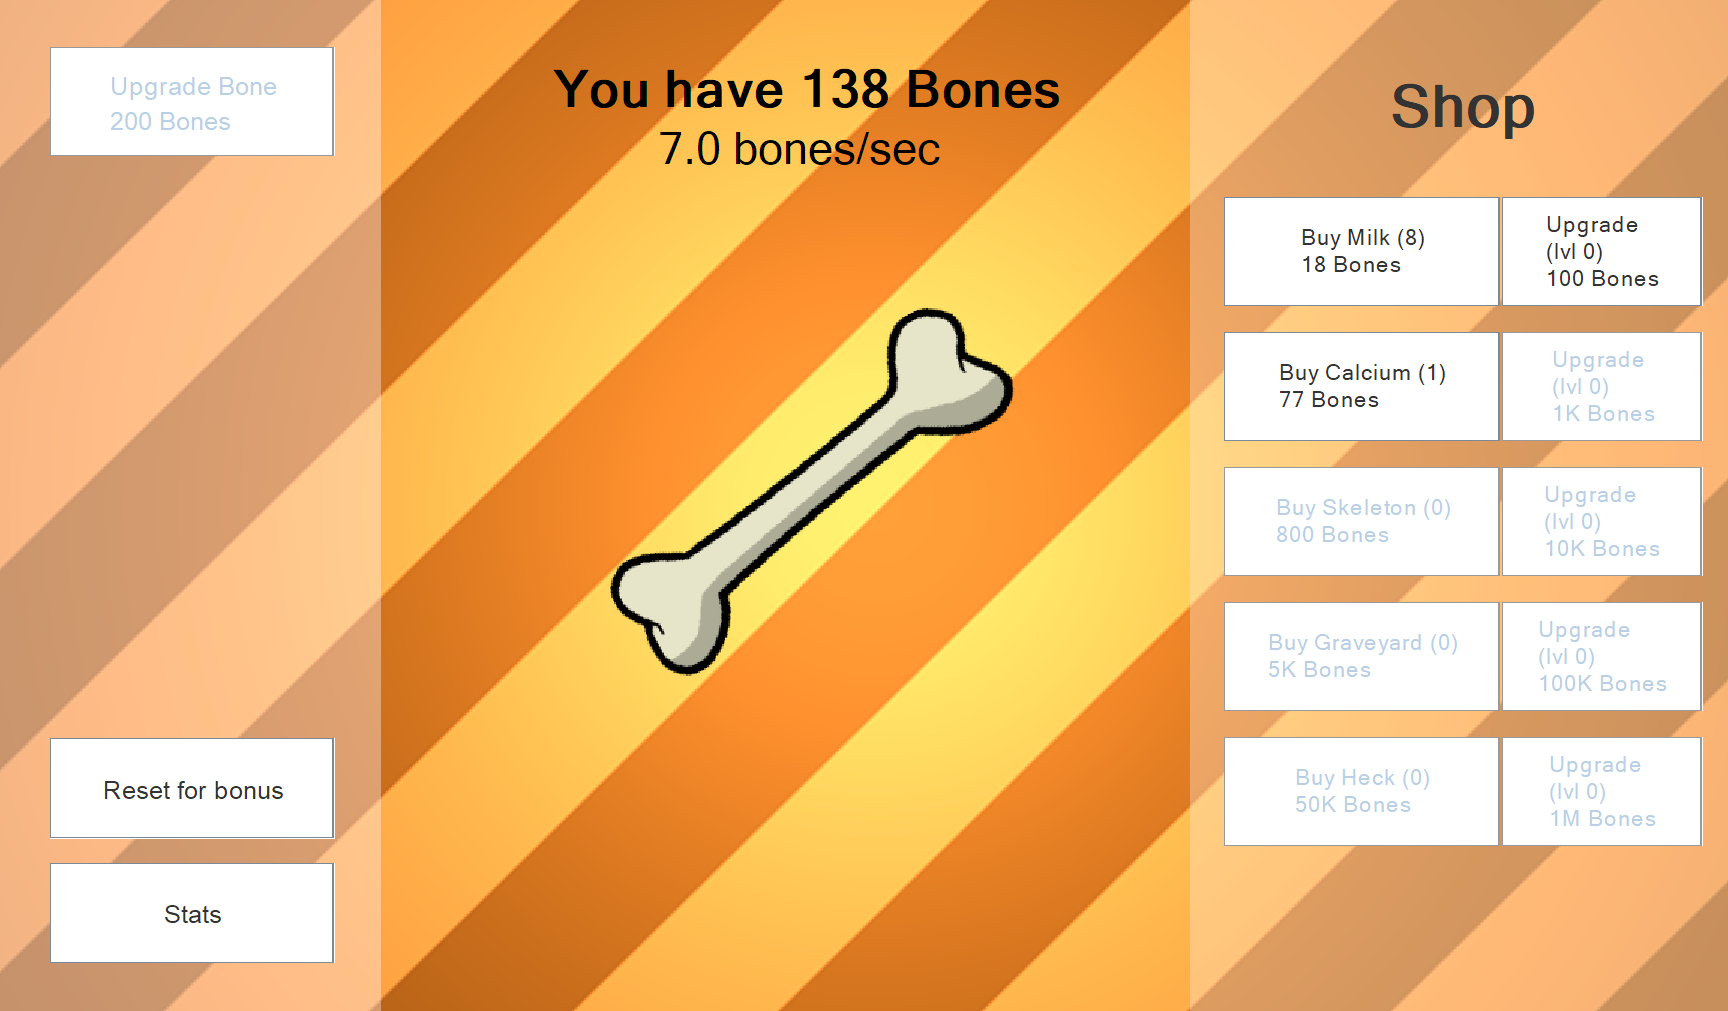 Upgrade Bone
200 Bones
You have 138 Bones
7.0 bones/sec
Shop
Buy Milk (8)
18 Bones
Upgrade
(lvl 0)
100 Bones
Buy Calcium (1)
77 Bones
Upgrade
(lvl 0)
1K Bones
Buy Skeleton (0)
800 Bones
Upgrade
(lvl 0)
10K Bones
Buy Graveyard (0)
5K Bones
Upgrade
(lvl 0)
100K Bones
Buy Heck (0)
50K Bones
Upgrade
(lvl 0)
1M Bones
Reset for bonus
Stats